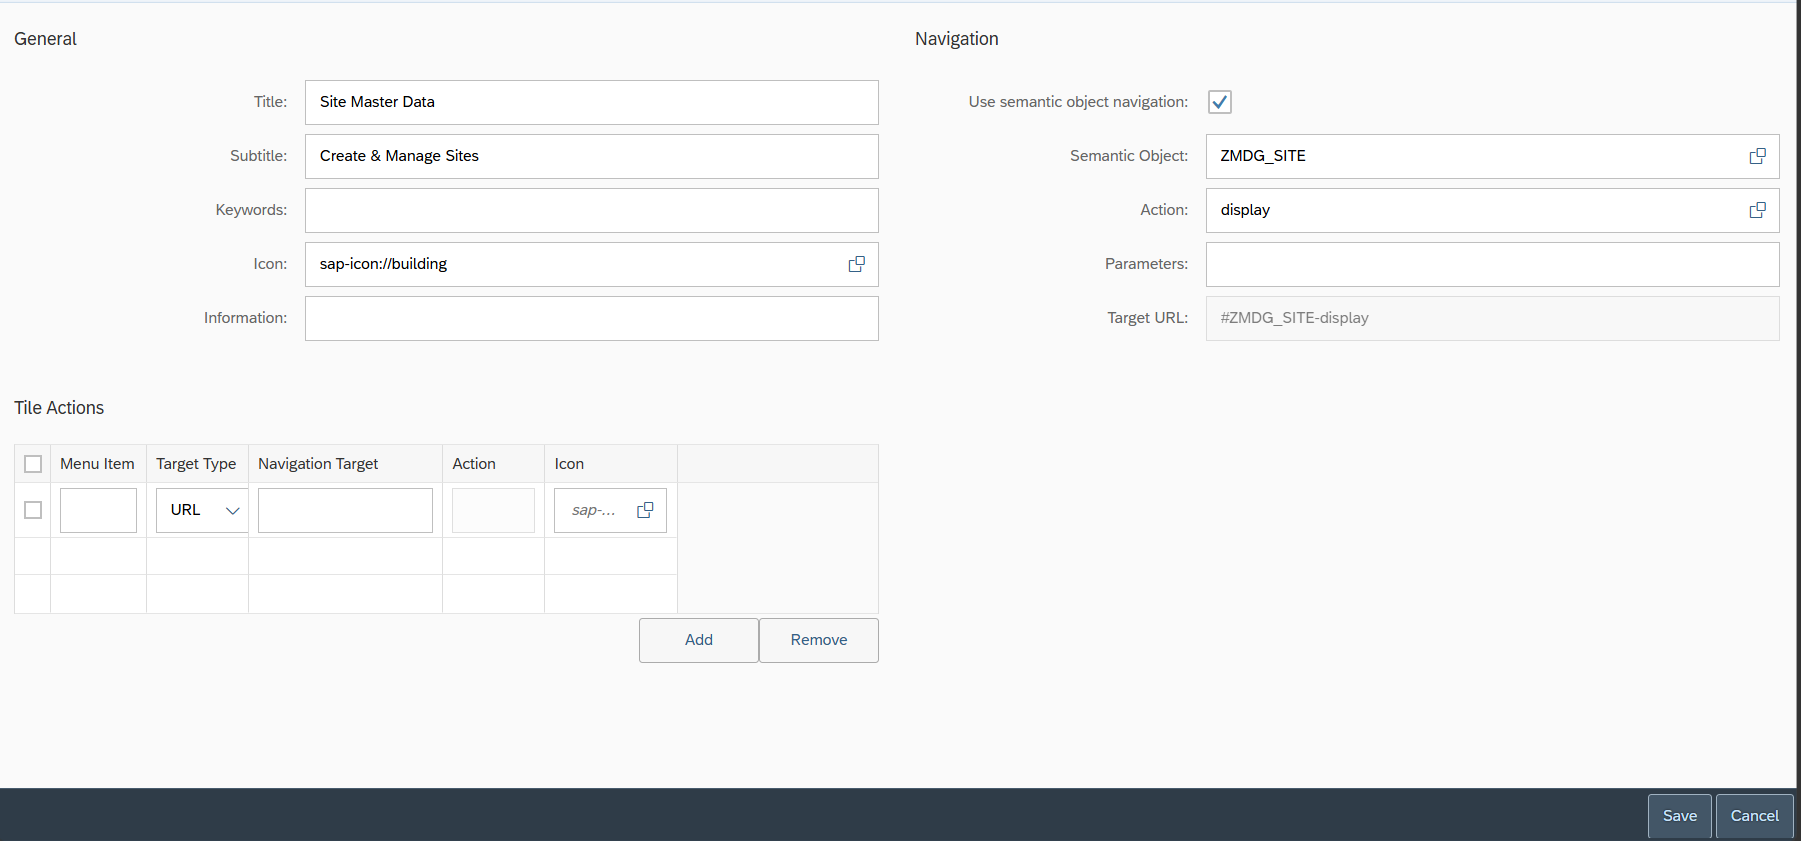 General
Title: Site Master Data
Subtitle: Create & Manage Sites
Keywords:
Icon: sap-icon://building
Information:
Navigation
Use semantic object navigation:
Semantic Object: ZMDG_SITE
Action: display
Parameters:
Target URL: #ZMDG_SITE-display
Tile Actions
Menu Item Target Type Navigation Target Action Icon
URL sap-...
Add Remove
Save Cancel